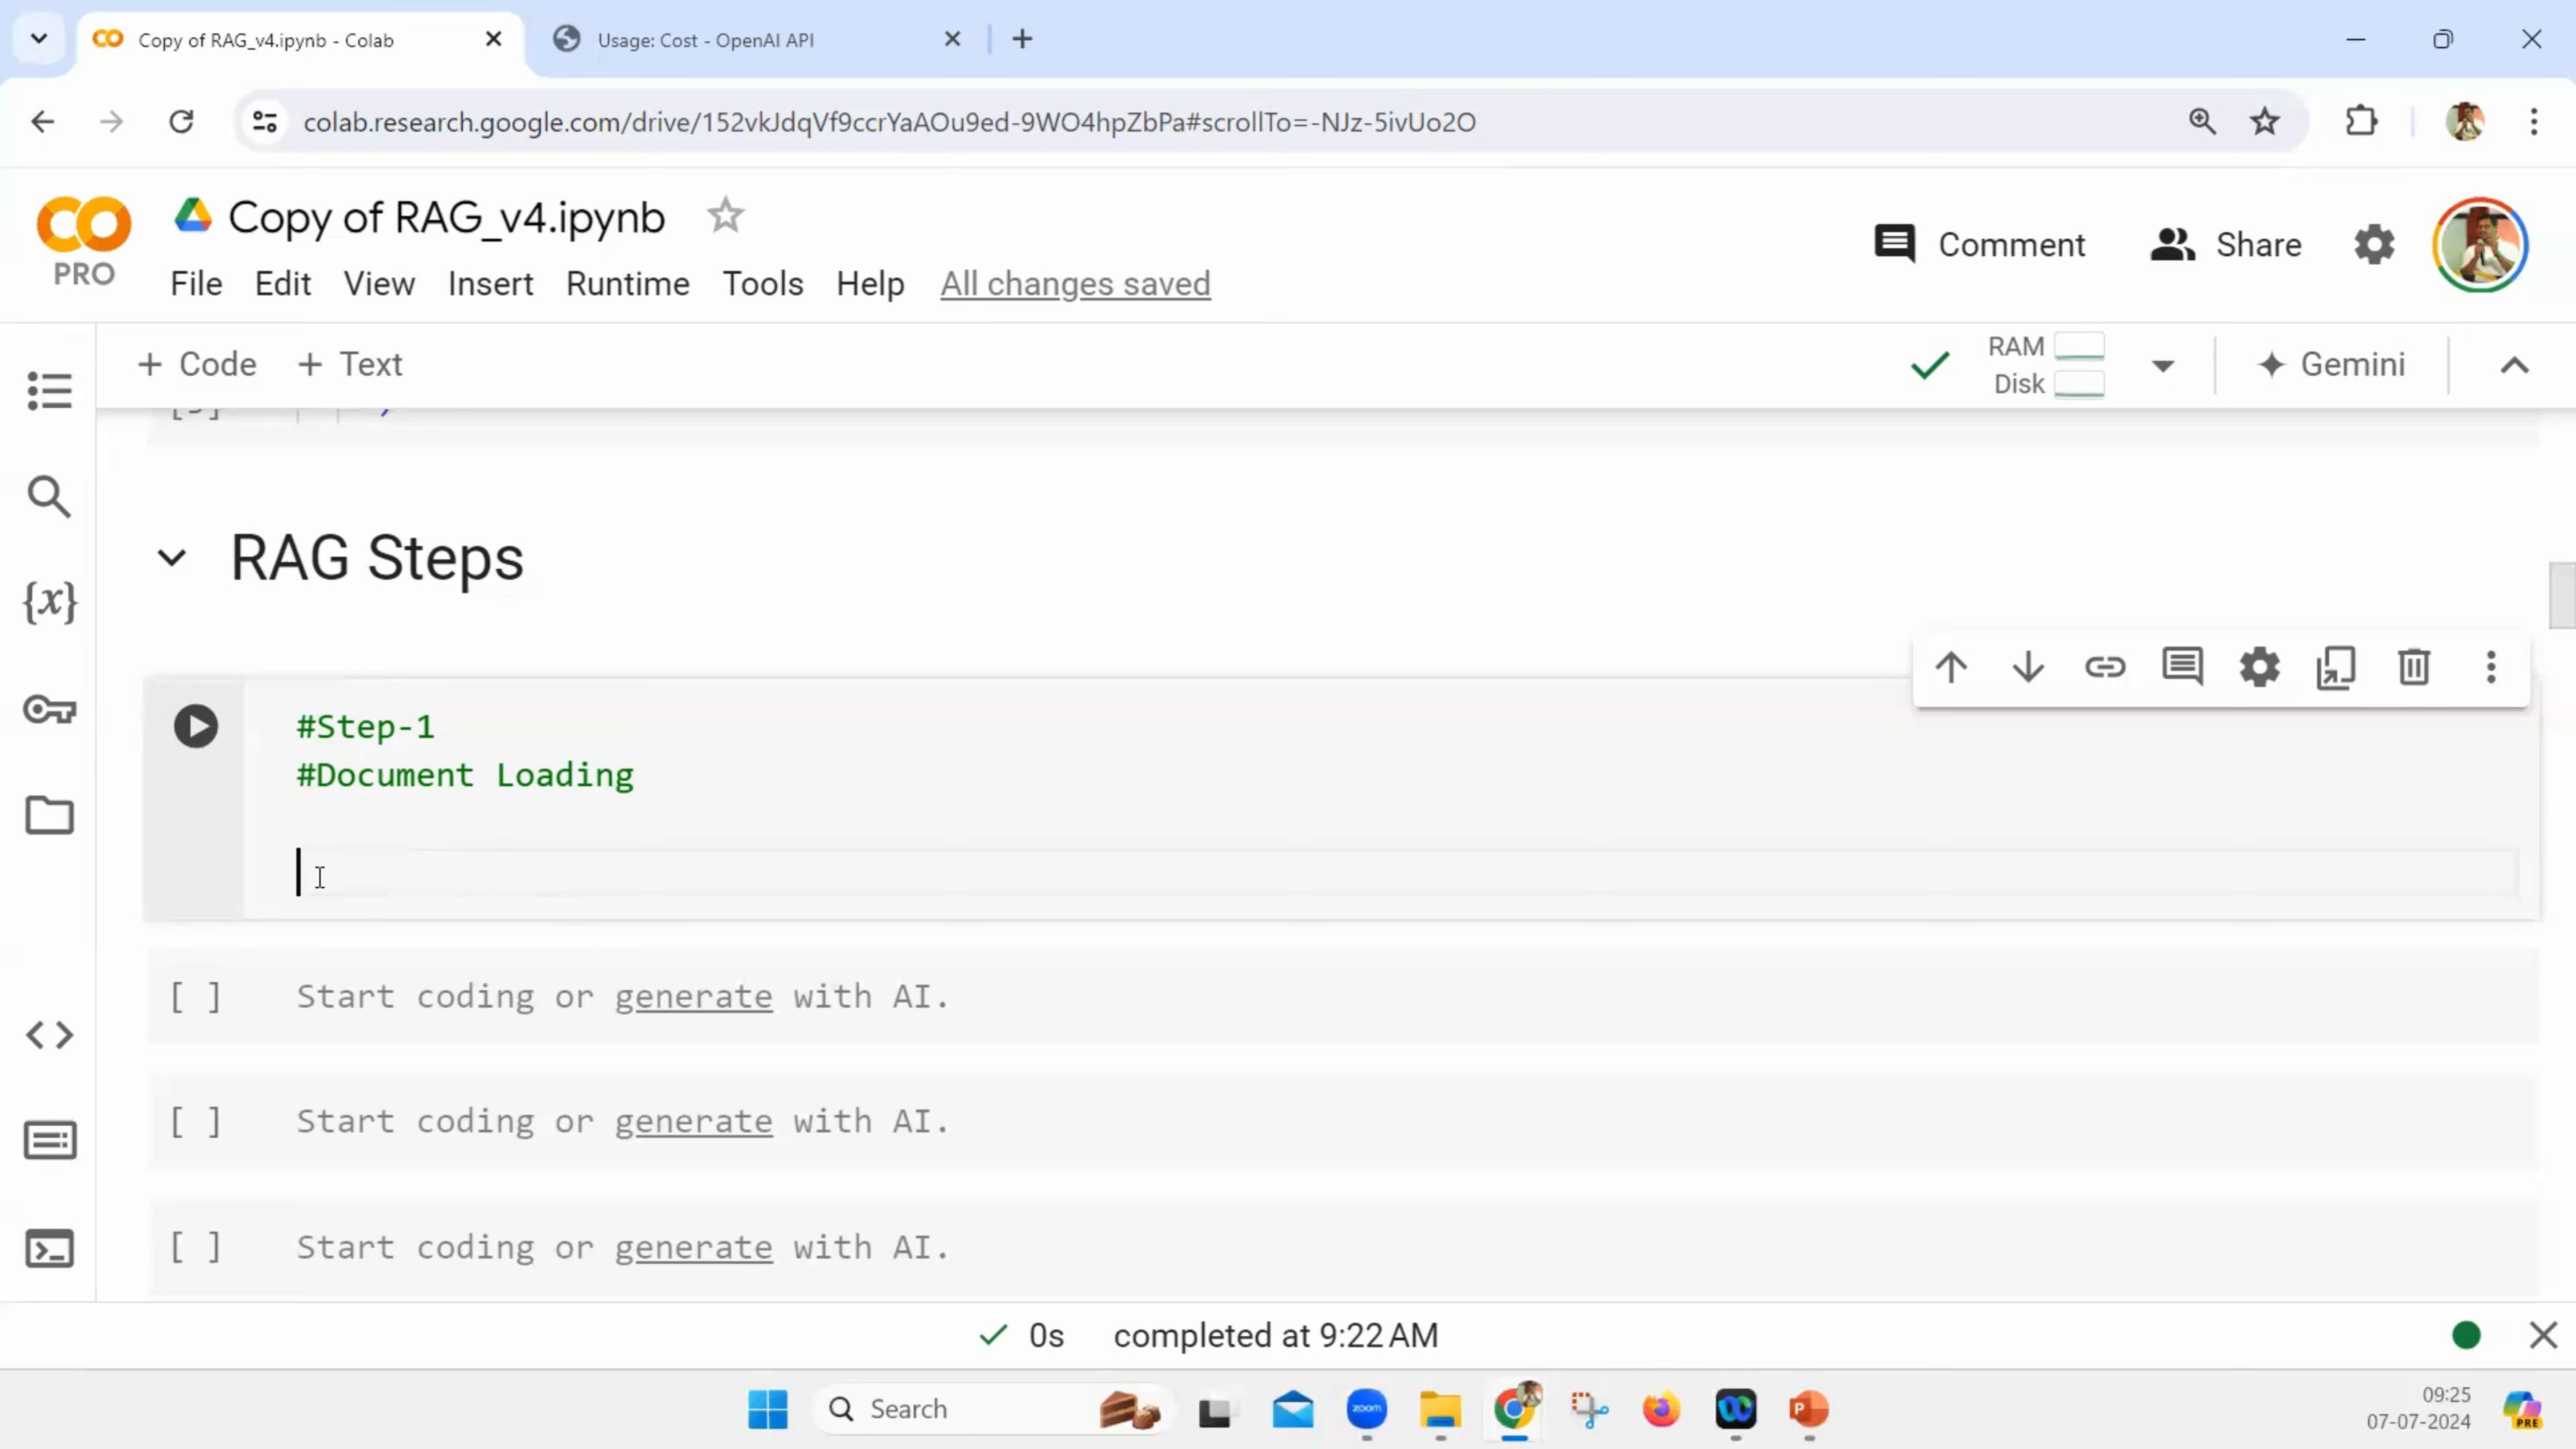 Copy of RAG_v4.ipynb - Colab
Usage: Cost - OpenAI API
colab.research.google.com/drive/152vkJdqVf9ccrYaAOu9ed-9WO4hpZbPa#scrollTo=-NJz-5ivUo2O
CO
PRO
Copy of RAG_v4.ipynb
Comment
Share
File Edit View Insert Runtime Tools Help All changes saved
+ Code + Text
RAM
Disk
Gemini
RAG Steps
#Step-1
#Document Loading
[ ] Start coding or generate with AI.
[ ] Start coding or generate with AI.
[ ] Start coding or generate with AI.
{x}
0s completed at 9:22 AM
Search
zoom
P
09:25
07-07-2024
PRE